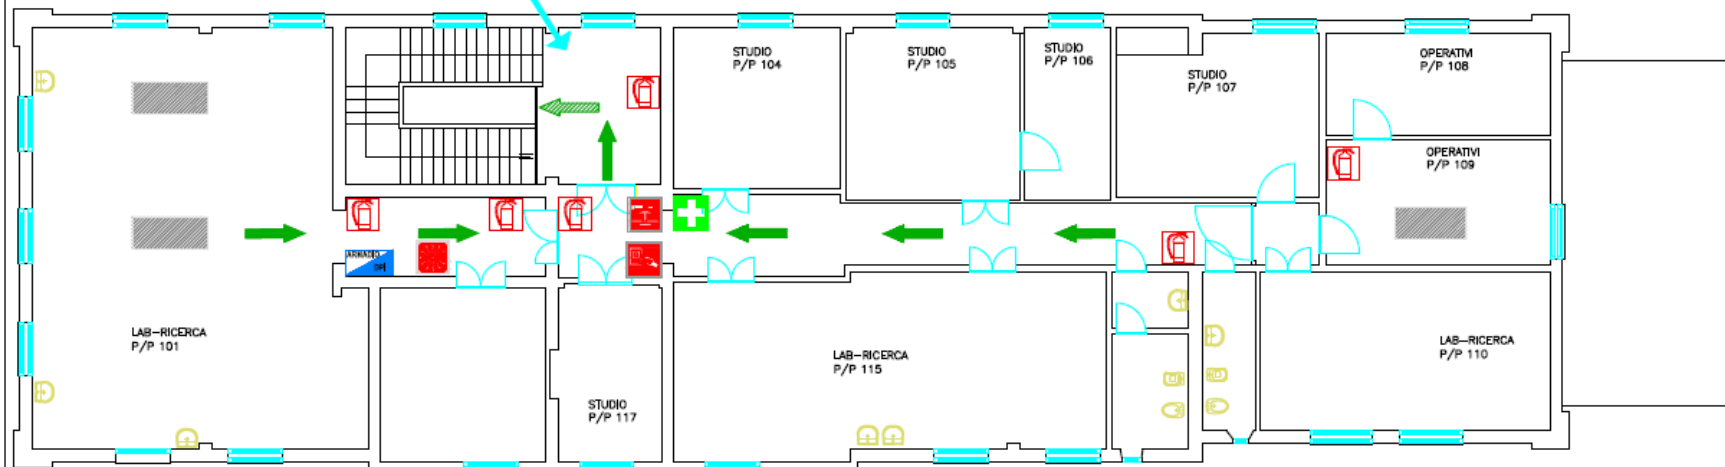 STUDIO
P/P 104
STUDIO
P/P 105
STUDIO
P/P 106
STUDIO
P/P 107
OPERATIVI
P/P 108
OPERATIVI
P/P 109
ARMADIO
DPI
LAB-RICERCA
P/P 101
LAB-RICERCA
P/P 115
LAB-RICERCA
P/P 110
STUDIO
P/P 117